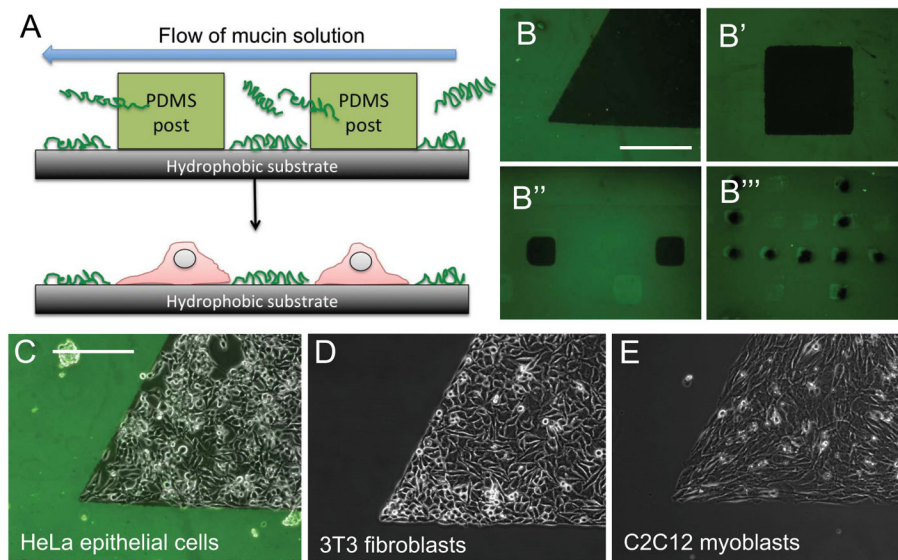 A
Flow of mucin solution
PDMS
post
PDMS
post
Hydrophobic substrate
Hydrophobic substrate
B
B'
B''
B'''
C
HeLa epithelial cells
D
3T3 fibroblasts
E
C2C12 myoblasts